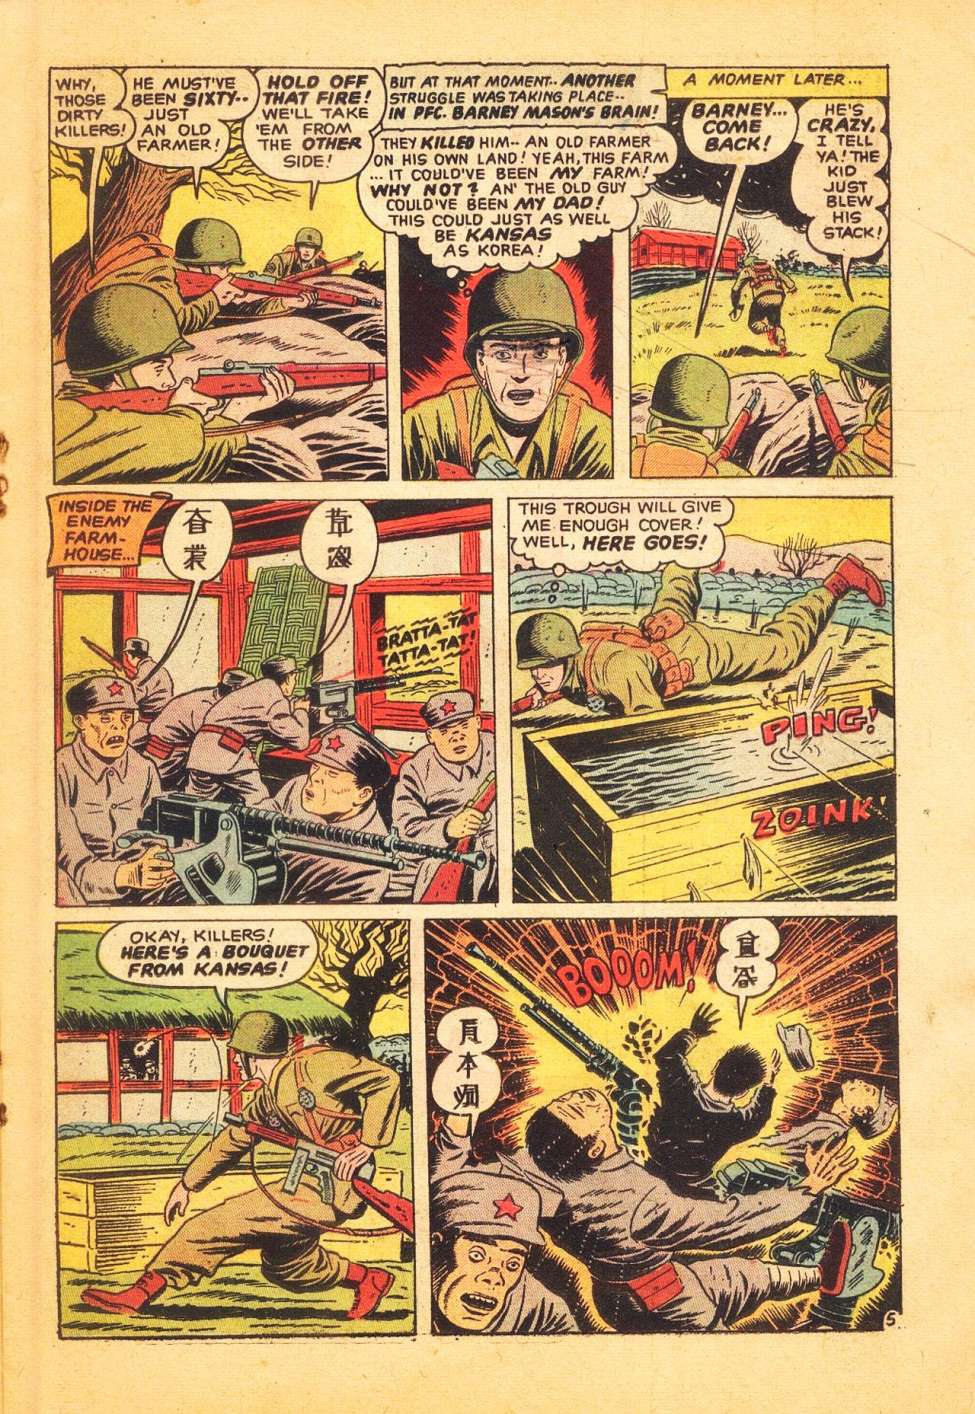 WHY,
THOSE
DIRTY
KILLERS!
HE MUST'VE
BEEN SIXTY--
JUST
AN OLD
FARMER!
HOLD OFF
THAT FIRE!
WE'LL TAKE
'EM FROM
THE OTHER
SIDE!
BUT AT THAT MOMENT-- ANOTHER
STRUGGLE WAS TAKING PLACE--
IN PFC. BARNEY MASON'S BRAIN!
THEY KILLED HIM-- AN OLD FARMER
ON HIS OWN LAND! YEAH, THIS FARM
...IT COULD'VE BEEN MY FARM!
WHY NOT? AN' THE OLD GUY
COULD'VE BEEN MY DAD!
THIS COULD JUST AS WELL
BE KANSAS
AS KOREA!
A MOMENT LATER...
BARNEY...
COME
BACK!
HE'S
CRAZY,
I TELL
YA! THE
KID
JUST
BLEW
HIS
STACK!
INSIDE THE
ENEMY
FARM-
HOUSE...
BRATTA-TAT
TATTA-TAT!
THIS TROUGH WILL GIVE
ME ENOUGH COVER!
WELL, HERE GOES!
PING!
ZOINK
OKAY, KILLERS!
HERE'S A BOUQUET
FROM KANSAS!
BOOOM!
本
5